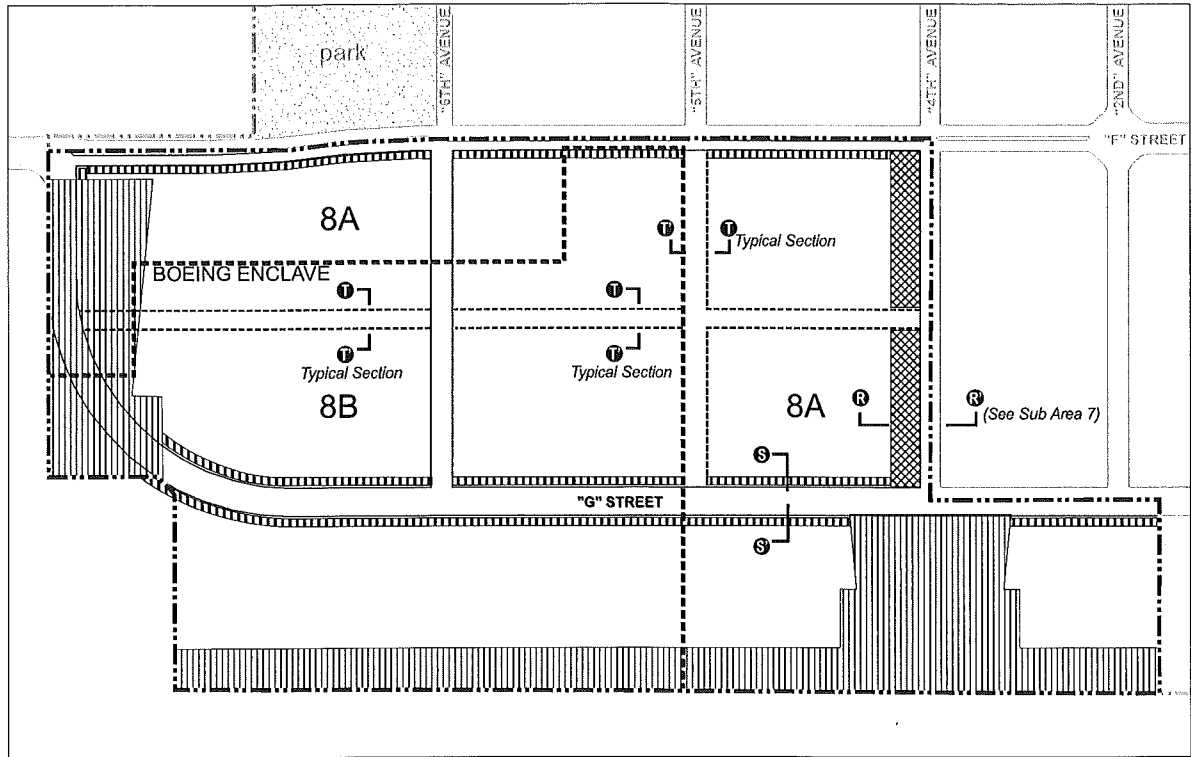 park
"6TH" AVENUE
"5TH" AVENUE
"4TH" AVENUE
"2ND" AVENUE
"F" STREET
8A
T'
T
Typical Section
BOEING ENCLAVE
T
T
T'
Typical Section
T'
Typical Section
8B
8A
R
R'
(See Sub Area 7)
S
"G" STREET
S'